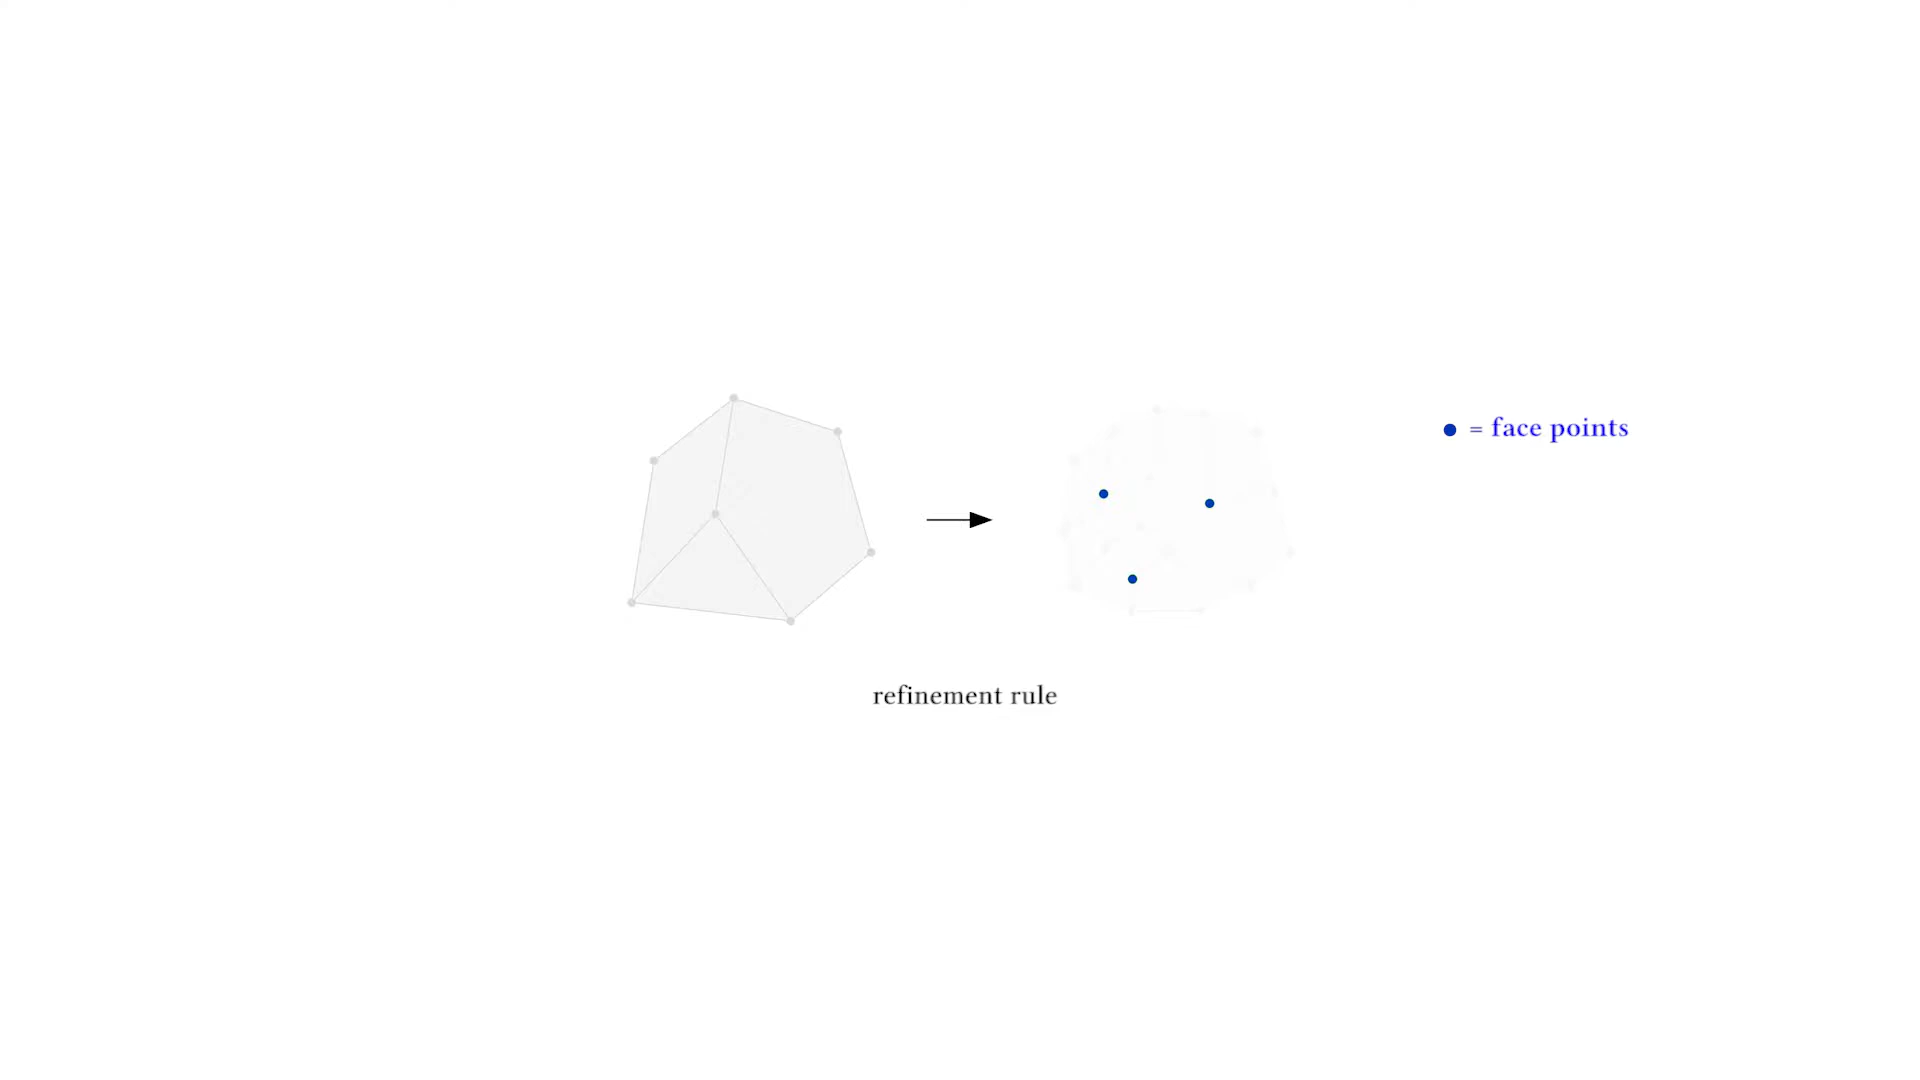 = face points
refinement rule